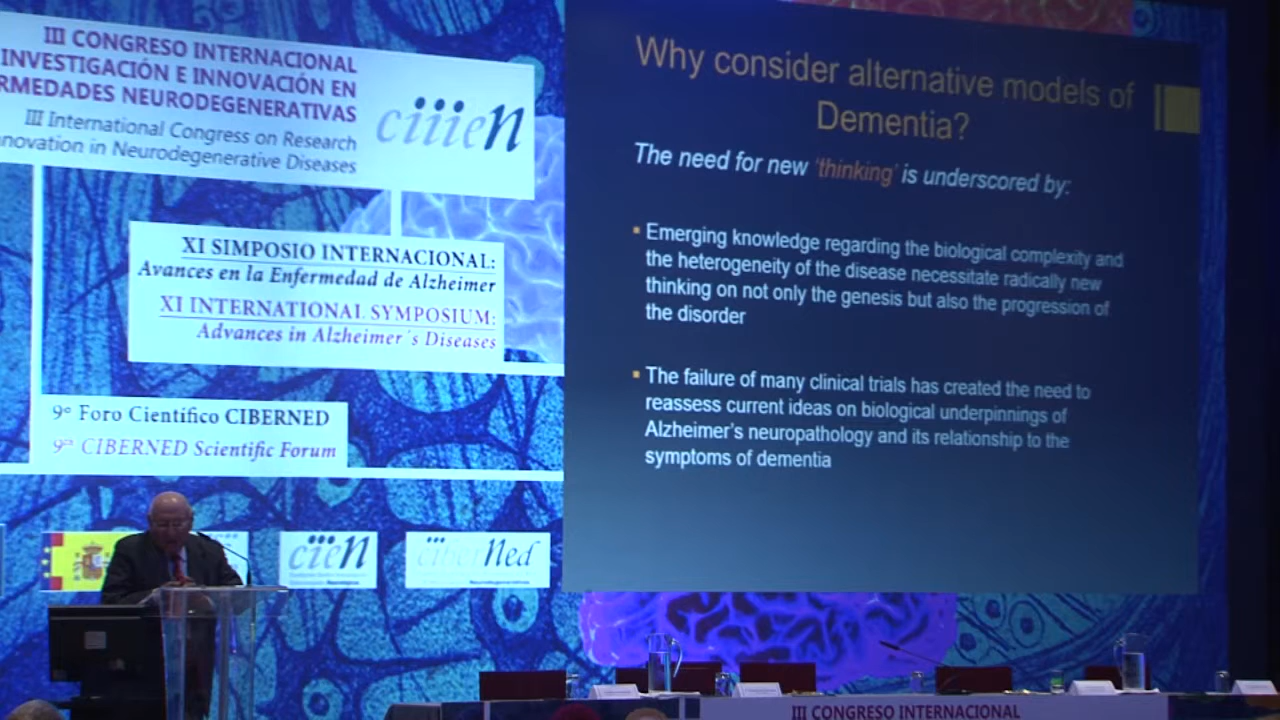 III CONGRESO INTERNACIONAL
INVESTIGACIÓN E INNOVACIÓN EN
RMEDADES NEURODEGENERATIVAS
III International Congress on Research
nnovation in Neurodegenerative Diseases
ciiieN
XI SIMPOSIO INTERNACIONAL:
Avances en la Enfermedad de Alzheimer
XI INTERNATIONAL SYMPOSIUM:
Advances in Alzheimer´s Diseases
9º Foro Científico CIBERNED
9th CIBERNED Scientific Forum
ciieN
ciberNed
Why consider alternative models of
Dementia?
The need for new 'thinking' is underscored by:
Emerging knowledge regarding the biological complexity and
the heterogeneity of the disease necessitate radically new
thinking on not only the genesis but also the progression of
the disorder
The failure of many clinical trials has created the need to
reassess current ideas on biological underpinnings of
Alzheimer's neuropathology and its relationship to the
symptoms of dementia
III CONGRESO INTERNACIONAL